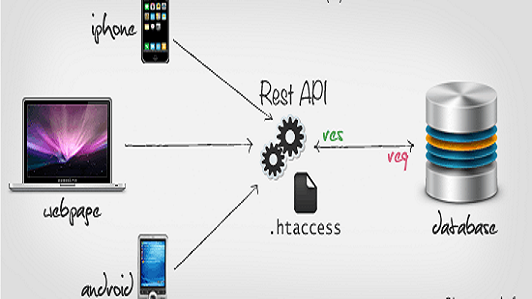 iphone
Rest API
res
req
webpage
.htaccess
database
android